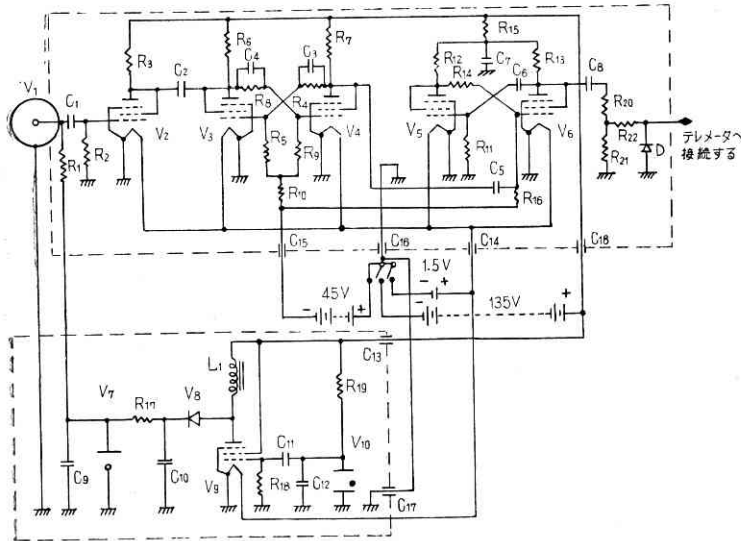 R15
R6
C4
C3
R7
R3
R12
C7
R13
R14
C6
C8
V1
C1
C2
R8
R4
R20
V2
V3
V4
V5
V6
R22
テレメータへ
接続する
R1
R2
R5
R9
R11
R21
D
R10
C5
R16
C15
C16
C14
C18
1.5V
- +
45V
- +
135V
- +
C13
L1
R19
V7
V8
R17
C11
V10
C9
C10
V9
R18
C12
C17